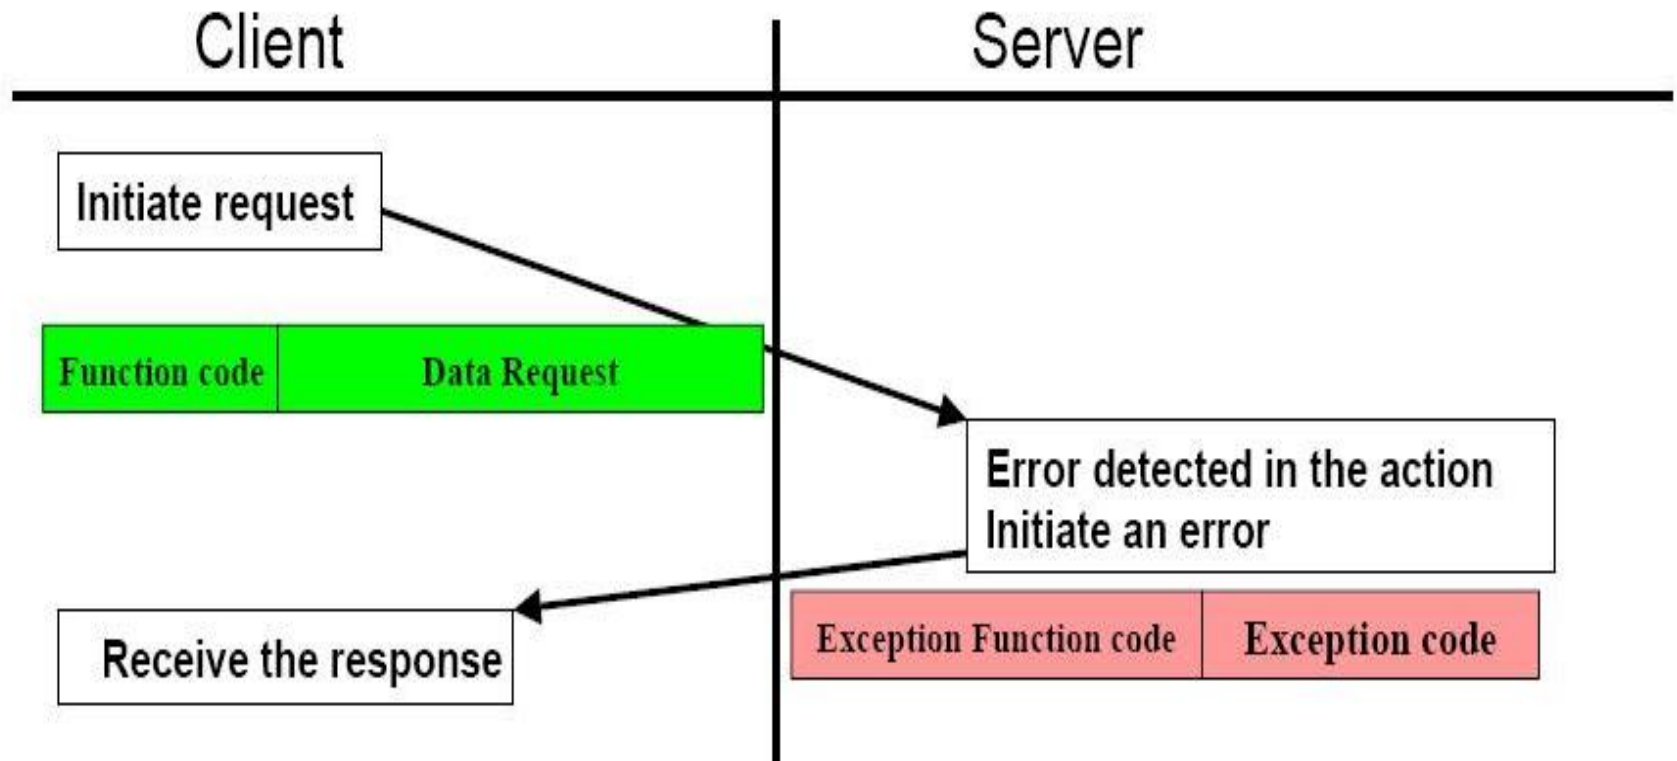 Client
Server
Initiate request
Function code
Data Request
Error detected in the action
Initiate an error
Receive the response
Exception Function code
Exception code